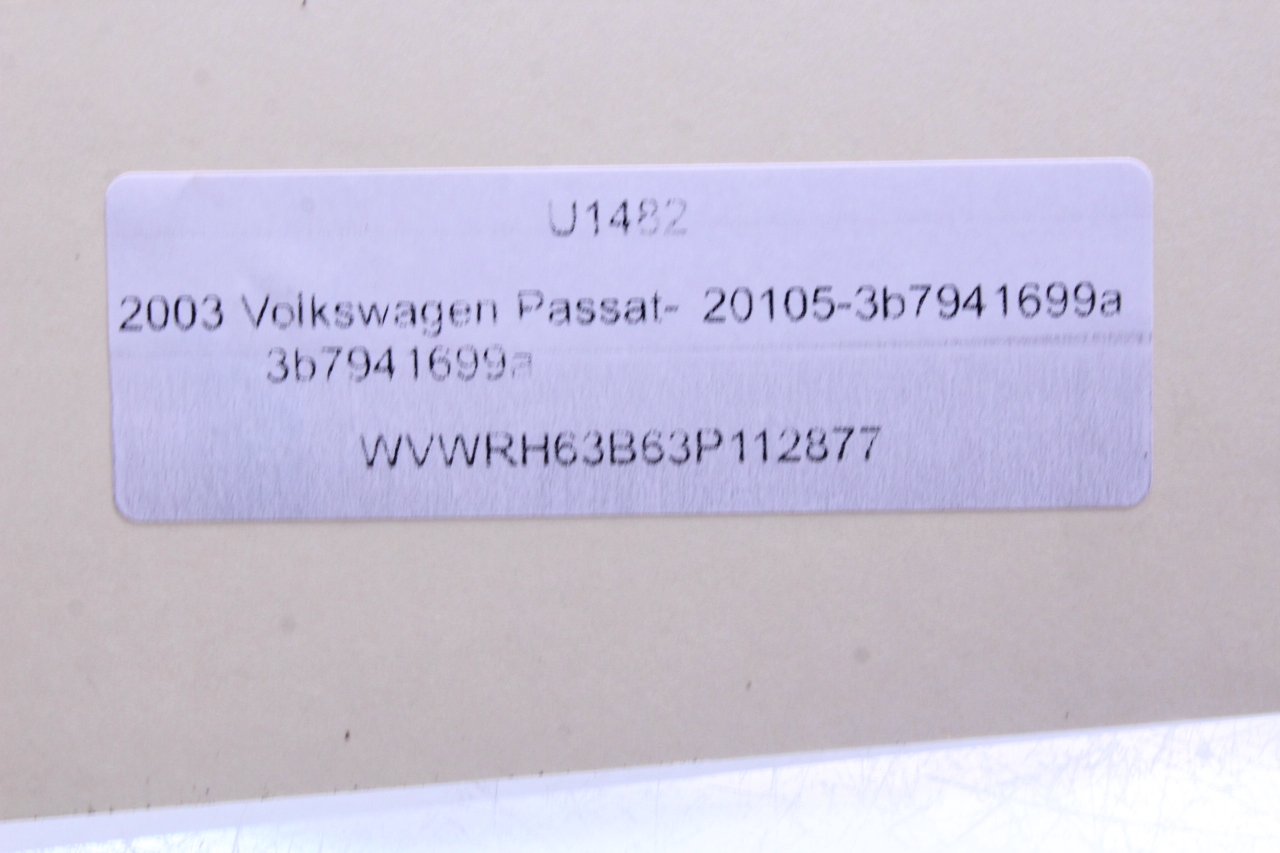 U1482
2003 Volkswagen Passat- 20105-3b7941699a
3b7941699a
WVWRH63B63P112877